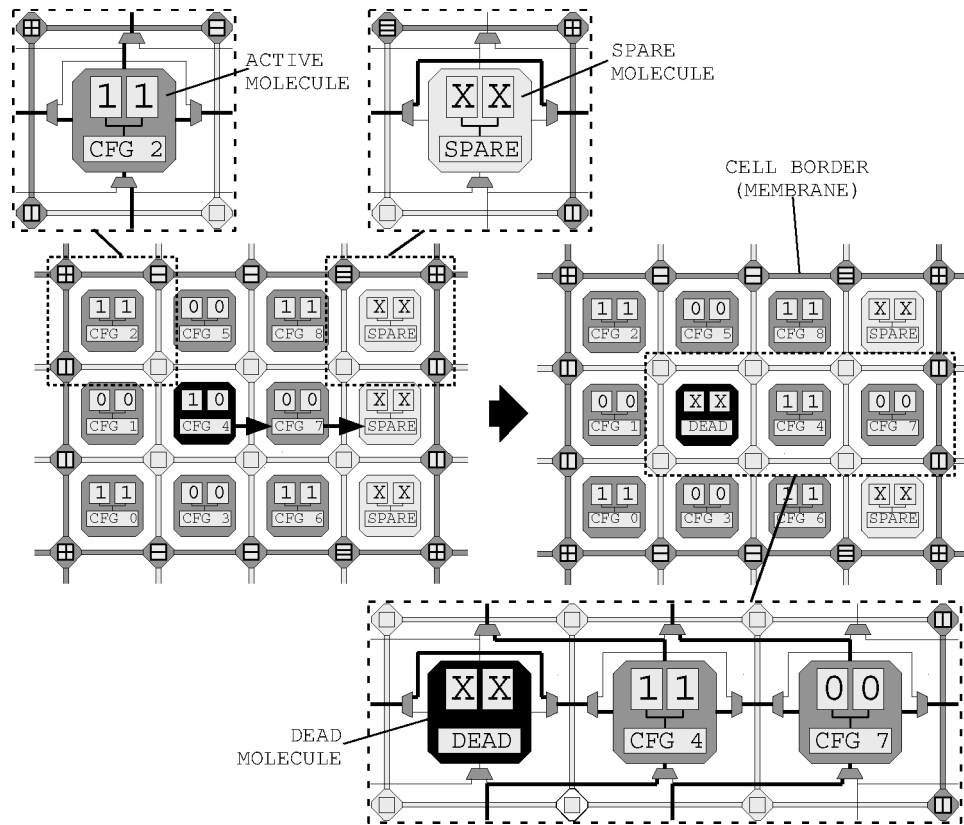 1 1
CFG 2
ACTIVE
MOLECULE
X X
SPARE
SPARE
MOLECULE
CELL BORDER
(MEMBRANE)
1 1
CFG 2
0 0
CFG 5
1 1
CFG 8
X X
SPARE
0 0
CFG 1
1 0
CFG 4
0 0
CFG 7
X X
SPARE
1 1
CFG 0
0 0
CFG 3
1 1
CFG 6
X X
SPARE
1 1
CFG 2
0 0
CFG 5
1 1
CFG 8
X X
SPARE
0 0
CFG 1
X X
DEAD
1 1
CFG 4
0 0
CFG 7
1 1
CFG 0
0 0
CFG 3
1 1
CFG 6
X X
SPARE
X X
DEAD
1 1
CFG 4
0 0
CFG 7
DEAD
MOLECULE